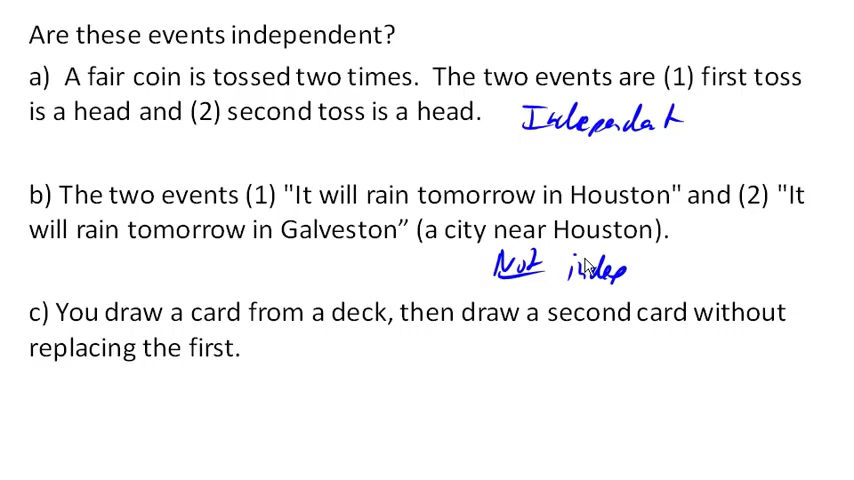 Are these events independent?
a) A fair coin is tossed two times. The two events are (1) first toss
is a head and (2) second toss is a head.
Independent
b) The two events (1) "It will rain tomorrow in Houston" and (2) "It
will rain tomorrow in Galveston” (a city near Houston).
Not indep
c) You draw a card from a deck, then draw a second card without
replacing the first.